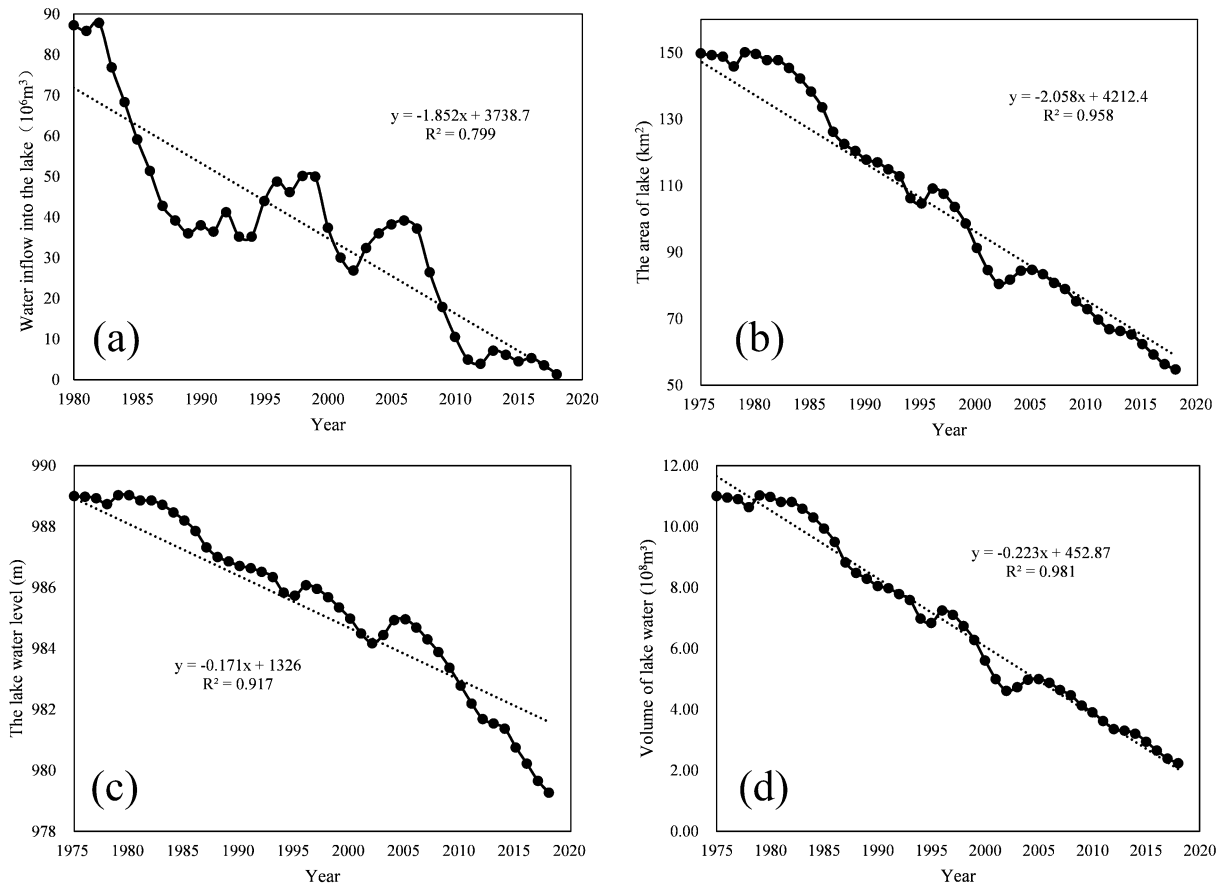 90
80
70
60
50
40
30
20
10
0
Water inflow into the lake（10⁶m³）
y = -1.852x + 3738.7
R² = 0.799
(a)
1980 1985 1990 1995 2000 2005 2010 2015 2020
Year
150
130
110
90
70
50
The area of lake (km²)
y = -2.058x + 4212.4
R² = 0.958
(b)
1975 1980 1985 1990 1995 2000 2005 2010 2015 2020
Year
990
988
986
984
982
980
978
The lake water level (m)
y = -0.171x + 1326
R² = 0.917
(c)
1975 1980 1985 1990 1995 2000 2005 2010 2015 2020
Year
12.00
10.00
8.00
6.00
4.00
2.00
0.00
Volume of lake water (10⁸m³)
y = -0.223x + 452.87
R² = 0.981
(d)
1975 1980 1985 1990 1995 2000 2005 2010 2015 2020
Year